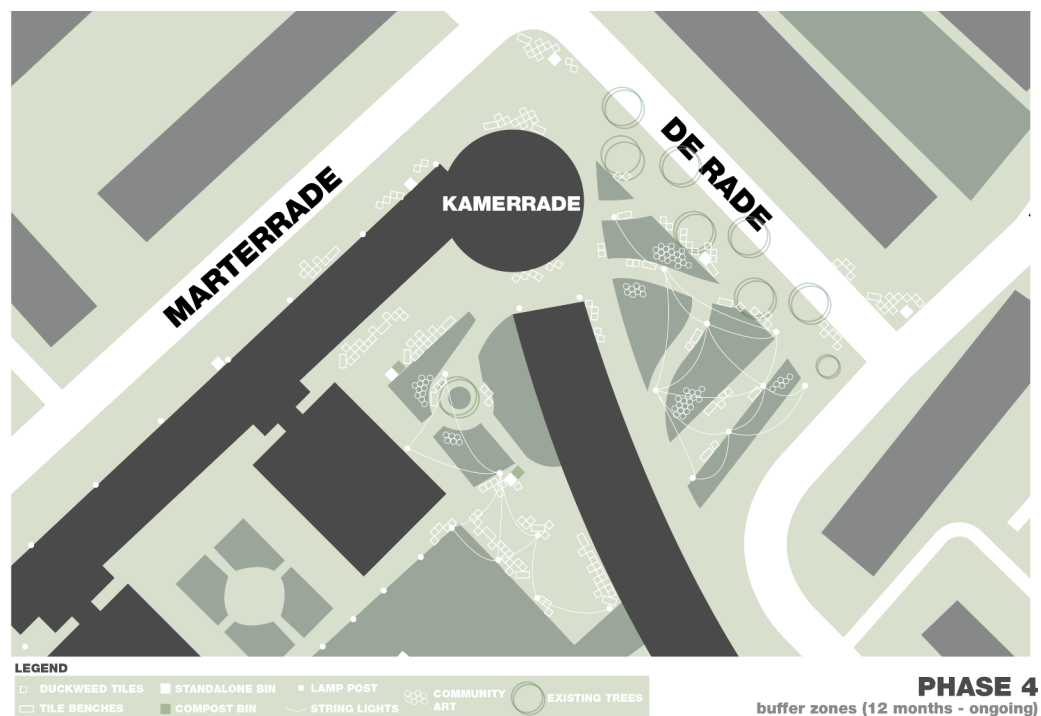 MARTERRADE
DE RADE
KAMERRADE
LEGEND
DUCKWEED TILES
STANDALONE BIN
LAMP POST
COMMUNITY
ART
EXISTING TREES
TILE BENCHES
COMPOST BIN
STRING LIGHTS
PHASE 4
buffer zones (12 months - ongoing)